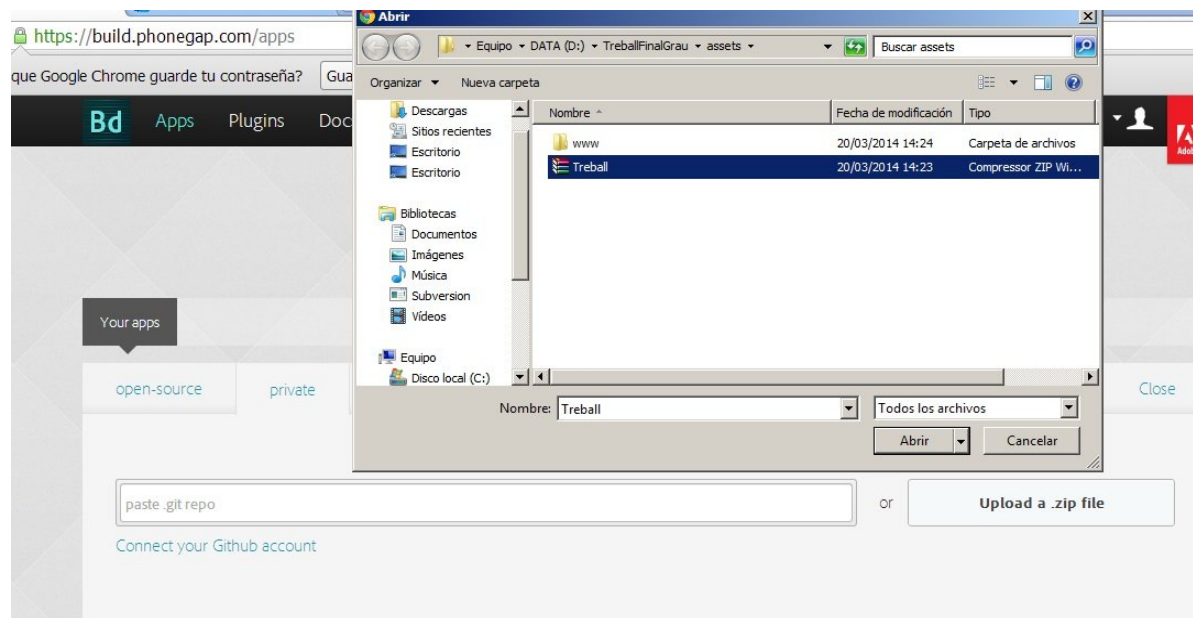 Abrir
https://build.phonegap.com/apps
Equipo DATA (D:) TreballFinalGrau assets
Buscar assets
que Google Chrome guarde tu contraseña?
Organizar Nueva carpeta
Bd Apps Plugins
Descargas
Sitios recientes
Escritorio
Escritorio
Bibliotecas
Documentos
Imágenes
Música
Subversion
Vídeos
Equipo
Disco local (C:)
Nombre Fecha de modificación Tipo
www 20/03/2014 14:24 Carpeta de archivos
Treball 20/03/2014 14:23 Compressor ZIP Wi...
Nombre: Treball Todos los archivos
Abrir Cancelar
Your apps
open-source private Close
paste .git repo or Upload a .zip file
Connect your Github account